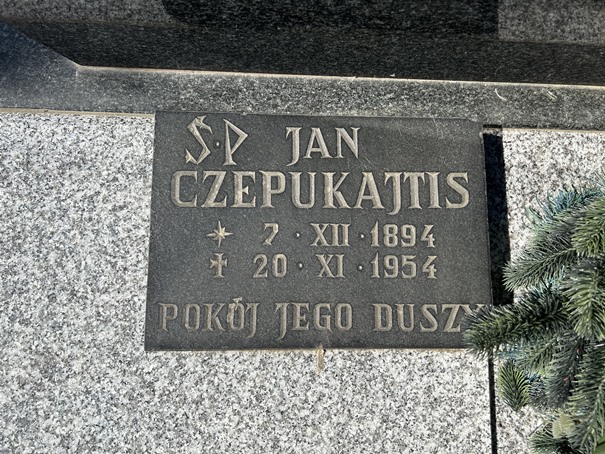 Ś.P JAN
CZEPUKAJTIS
7 · XII · 1894
20 · XI · 1954
POKÓJ JEGO DUSZY